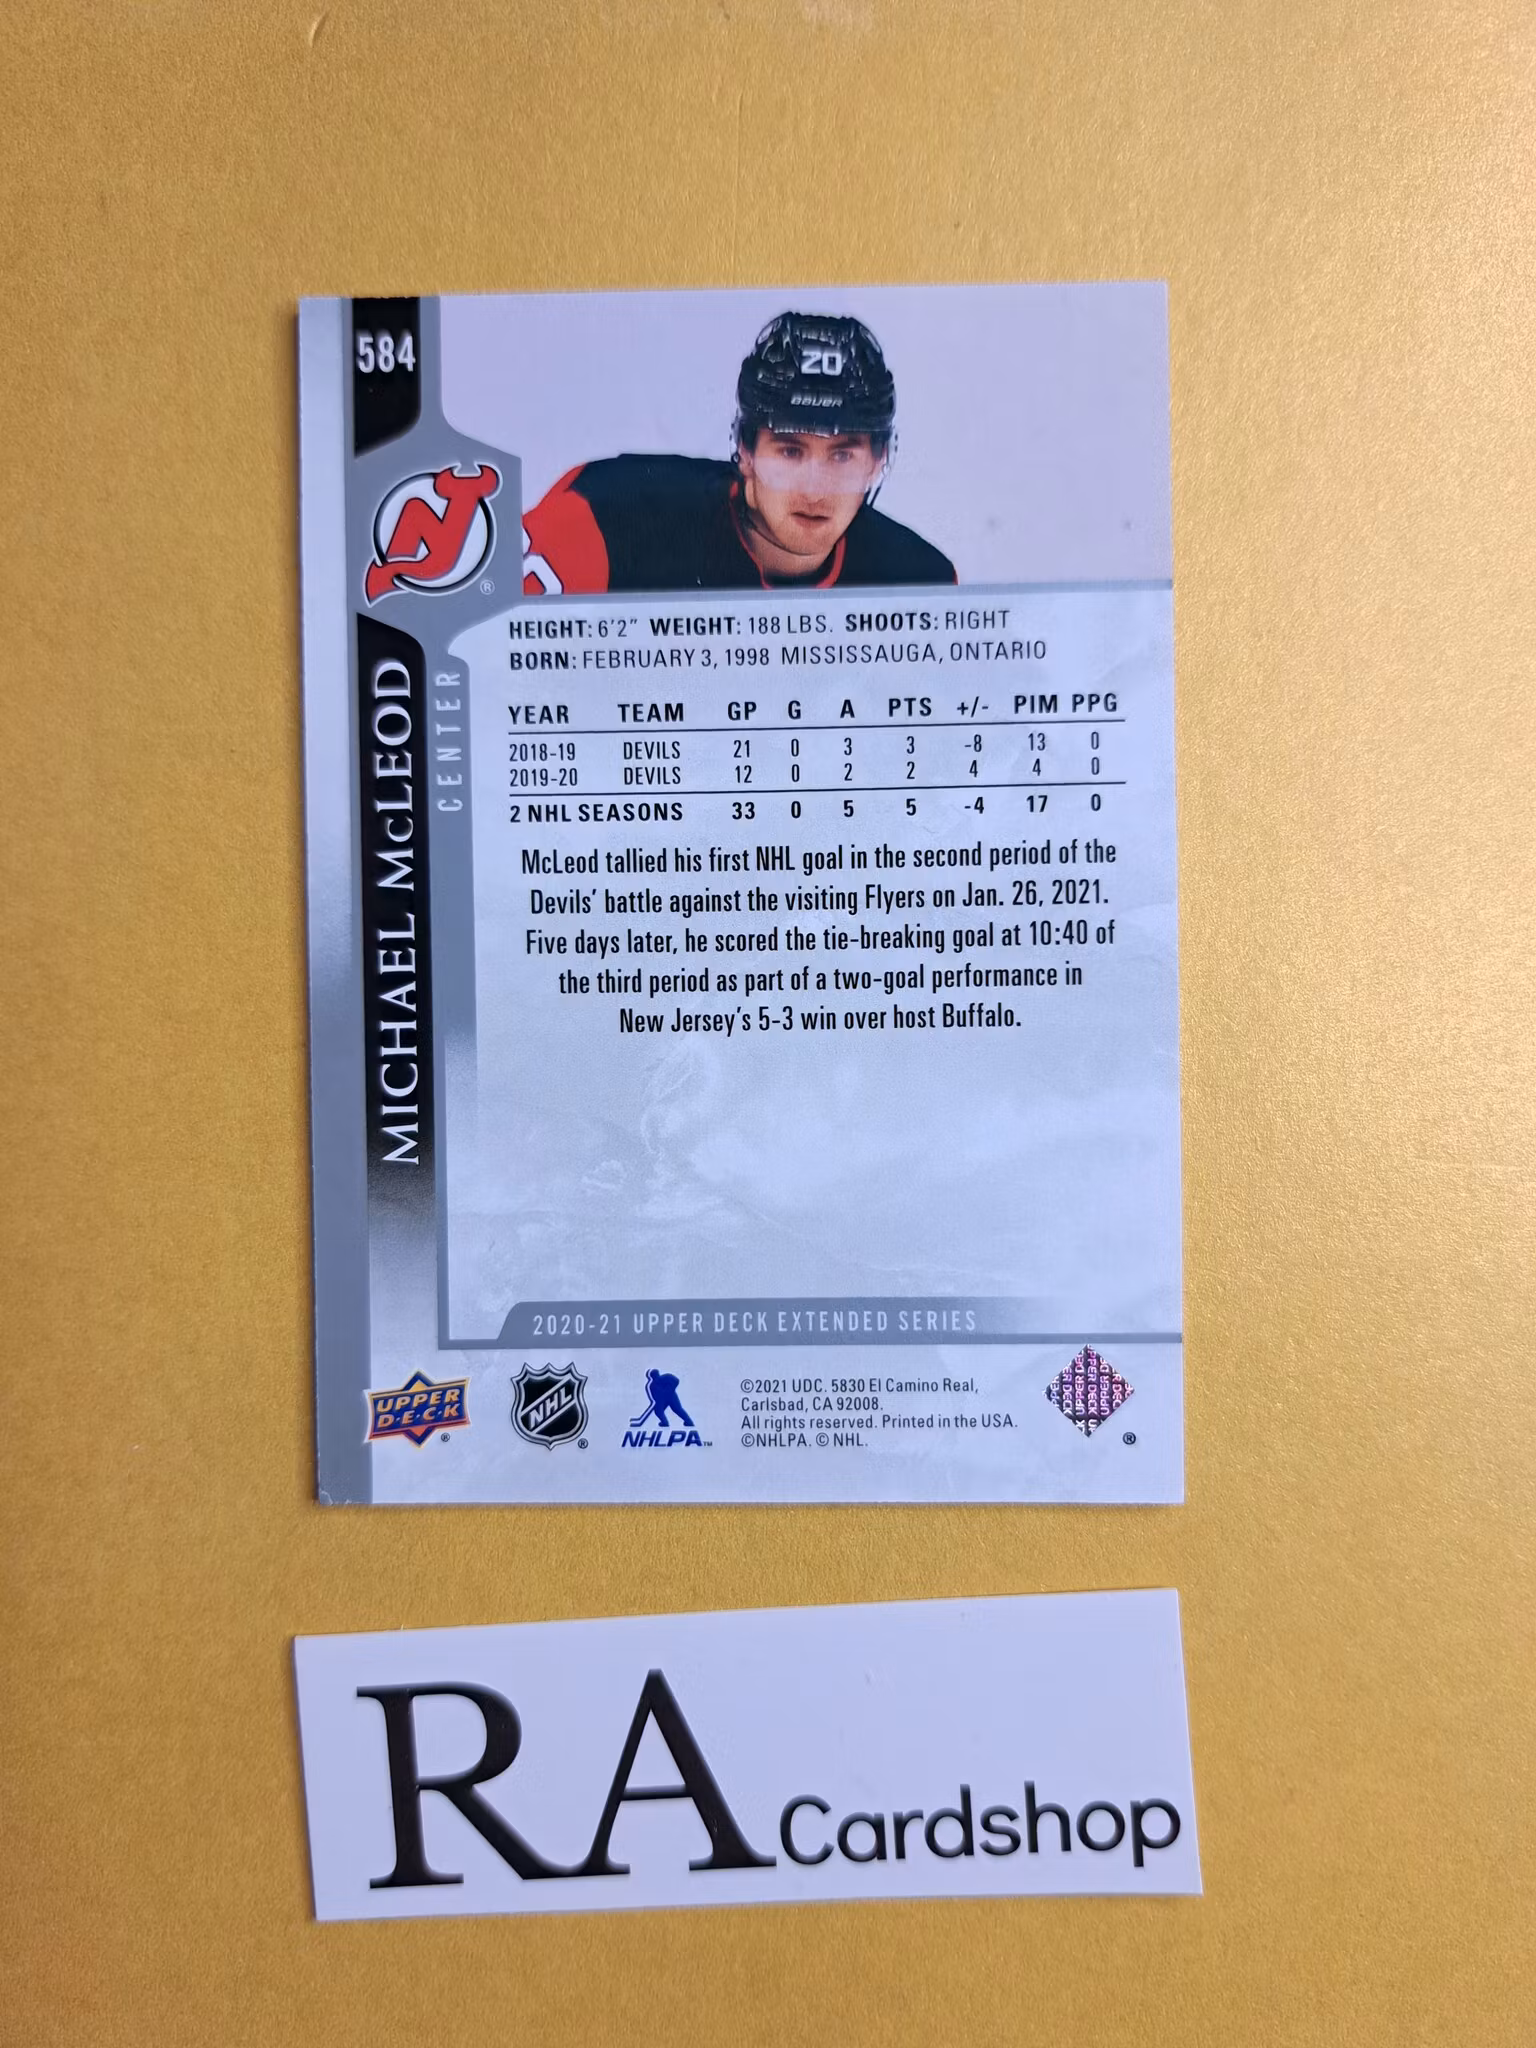 584
20
BAUER
®
MICHAEL McLEOD
CENTER
HEIGHT: 6'2" WEIGHT: 188 LBS. SHOOTS: RIGHT
BORN: FEBRUARY 3, 1998 MISSISSAUGA, ONTARIO
YEAR TEAM GP G A PTS +/- PIM PPG
2018-19 DEVILS 21 0 3 3 -8 13 0
2019-20 DEVILS 12 0 2 2 4 4 0
2 NHL SEASONS 33 0 5 5 -4 17 0
McLeod tallied his first NHL goal in the second period of the
Devils' battle against the visiting Flyers on Jan. 26, 2021.
Five days later, he scored the tie-breaking goal at 10:40 of
the third period as part of a two-goal performance in
New Jersey's 5-3 win over host Buffalo.
2020-21 UPPER DECK EXTENDED SERIES
UPPER
D·E·C·K
®
NHL
®
NHLPA™
©2021 UDC. 5830 El Camino Real,
Carlsbad, CA 92008.
All rights reserved. Printed in the USA.
©NHLPA. © NHL.
UPPER DECK
®
RA Cardshop